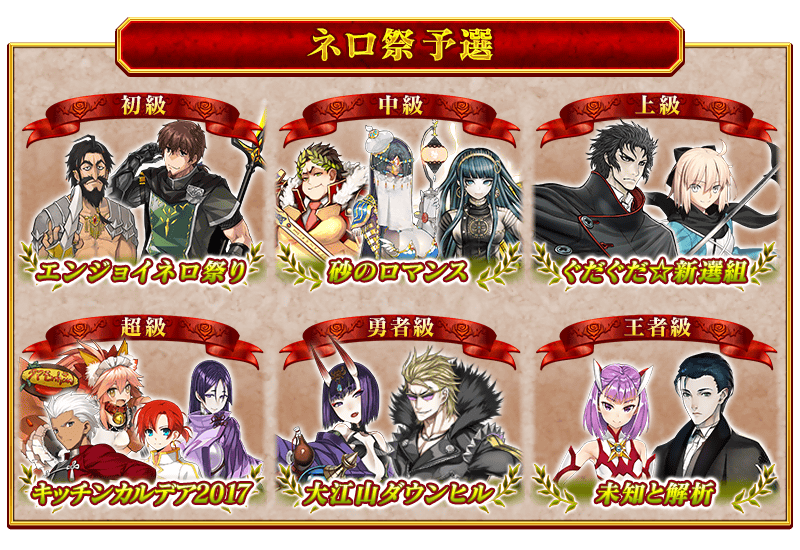 ネロ祭予選
初級
エンジョイネロ祭り
中級
砂のロマンス
上級
ぐだぐだ☆新選組
超級
キッチンカルデア2017
勇者級
大江山ダウンヒル
王者級
未知と解析